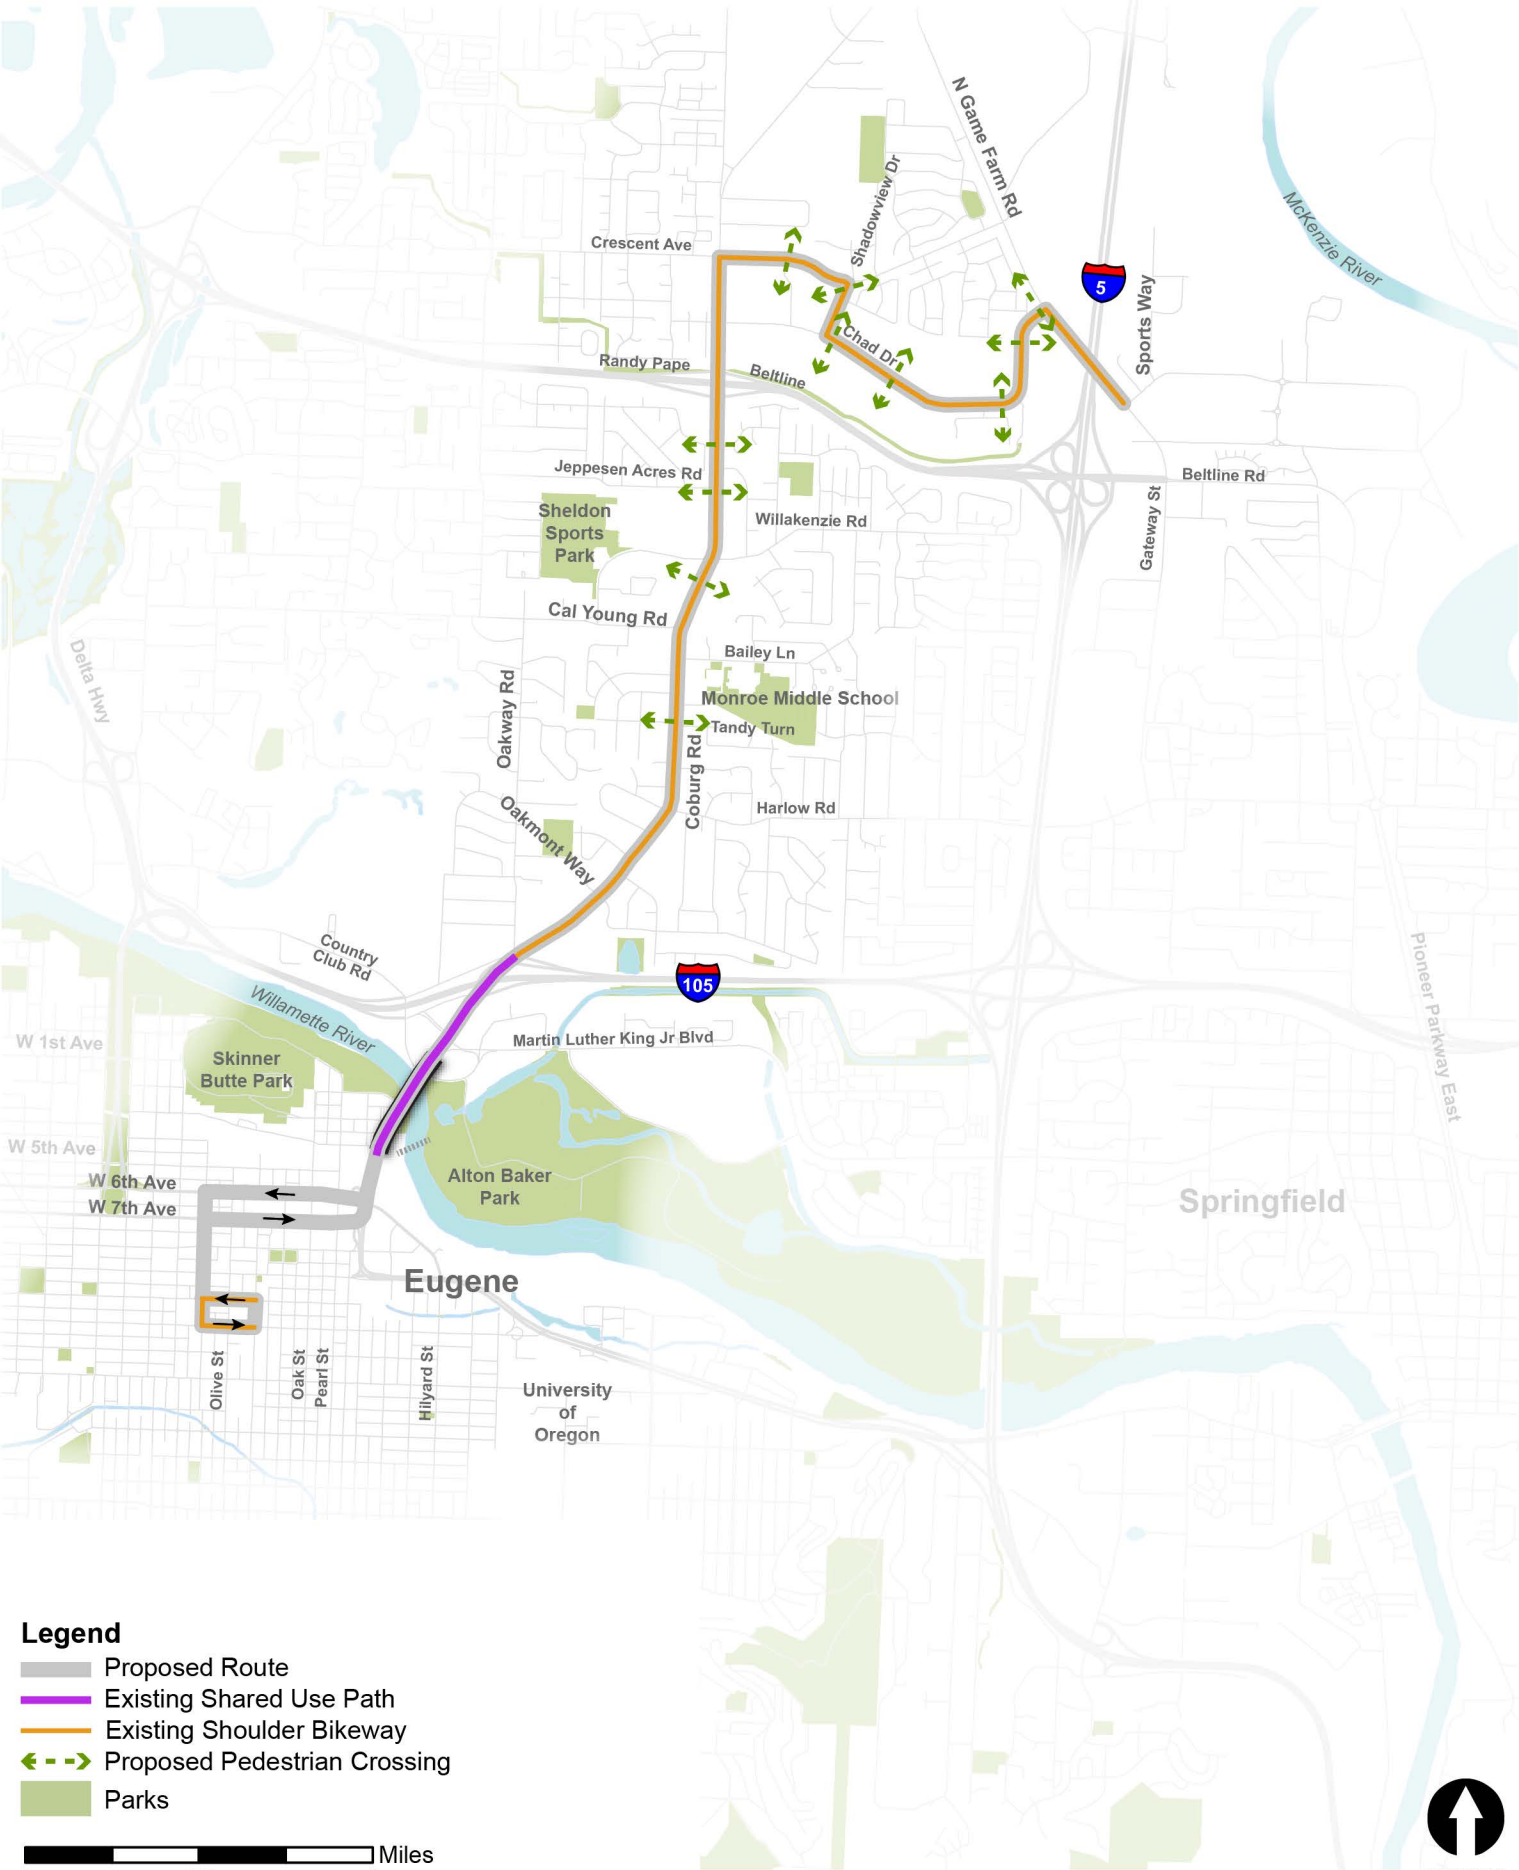 N Game Farm Rd
Shadowview Dr
McKenzie River
Crescent Ave
5
Sports Way
Chad Dr
Randy Pape
Beltline
Jeppesen Acres Rd
Beltline Rd
Sheldon
Sports
Park
Willakenzie Rd
Gateway St
Cal Young Rd
Delta Hwy
Bailey Ln
Oakway Rd
Monroe Middle School
Tandy Turn
Coburg Rd
Harlow Rd
Oakmont Way
Country
Club Rd
Pioneer Parkway East
105
Willamette River
W 1st Ave
Martin Luther King Jr Blvd
Skinner
Butte Park
W 5th Ave
W 6th Ave
W 7th Ave
Alton Baker
Park
Springfield
Eugene
Olive St
Oak St
Pearl St
Hilyard St
University
of
Oregon
Legend
Proposed Route
Existing Shared Use Path
Existing Shoulder Bikeway
Proposed Pedestrian Crossing
Parks
Miles